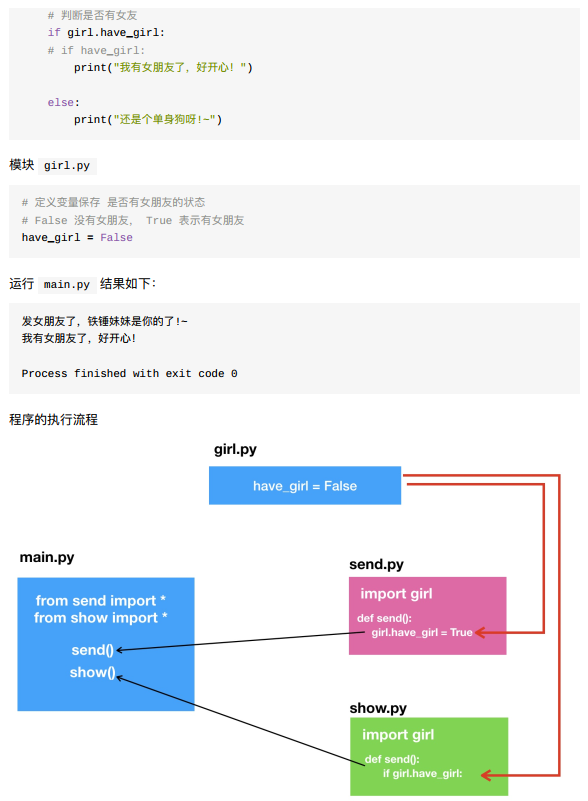 # 判断是否有女友
if girl.have_girl:
# if have_girl:
print("我有女朋友了，好开心！")
else:
print("还是个单身狗呀!~")
模块 girl.py
# 定义变量保存 是否有女朋友的状态
# False 没有女朋友， True 表示有女朋友
have_girl = False
运行 main.py 结果如下：
发女朋友了，铁锤妹妹是你的了!~
我有女朋友了，好开心!
Process finished with exit code 0
程序的执行流程
girl.py
have_girl = False
main.py
from send import *
from show import *
send()
show()
send.py
import girl
def send():
girl.have_girl = True
show.py
import girl
def send():
if girl.have_girl: